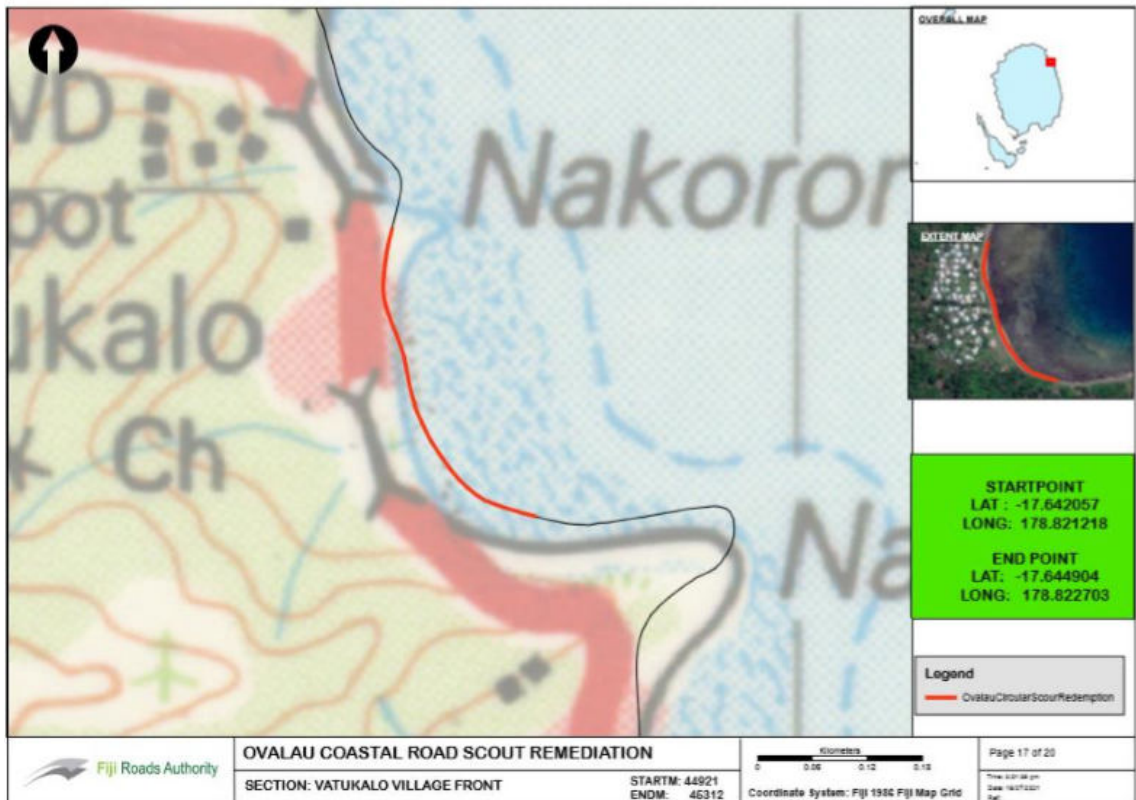 OVERALL MAP
VD
Nakoror
oot
EXTENT MAP
ukalo
Ch
Na
STARTPOINT
LAT : -17.642057
LONG: 178.821218
END POINT
LAT: -17.644904
LONG: 178.822703
Legend
OvalauCircularScourRedemption
Fiji Roads Authority
OVALAU COASTAL ROAD SCOUT REMEDIATION
SECTION: VATUKALO VILLAGE FRONT
STARTM: 44921
ENDM: 45312
Kilometers
0 0.06 0.12 0.18
Coordinate System: Fiji 1986 Fiji Map Grid
Page 17 of 20